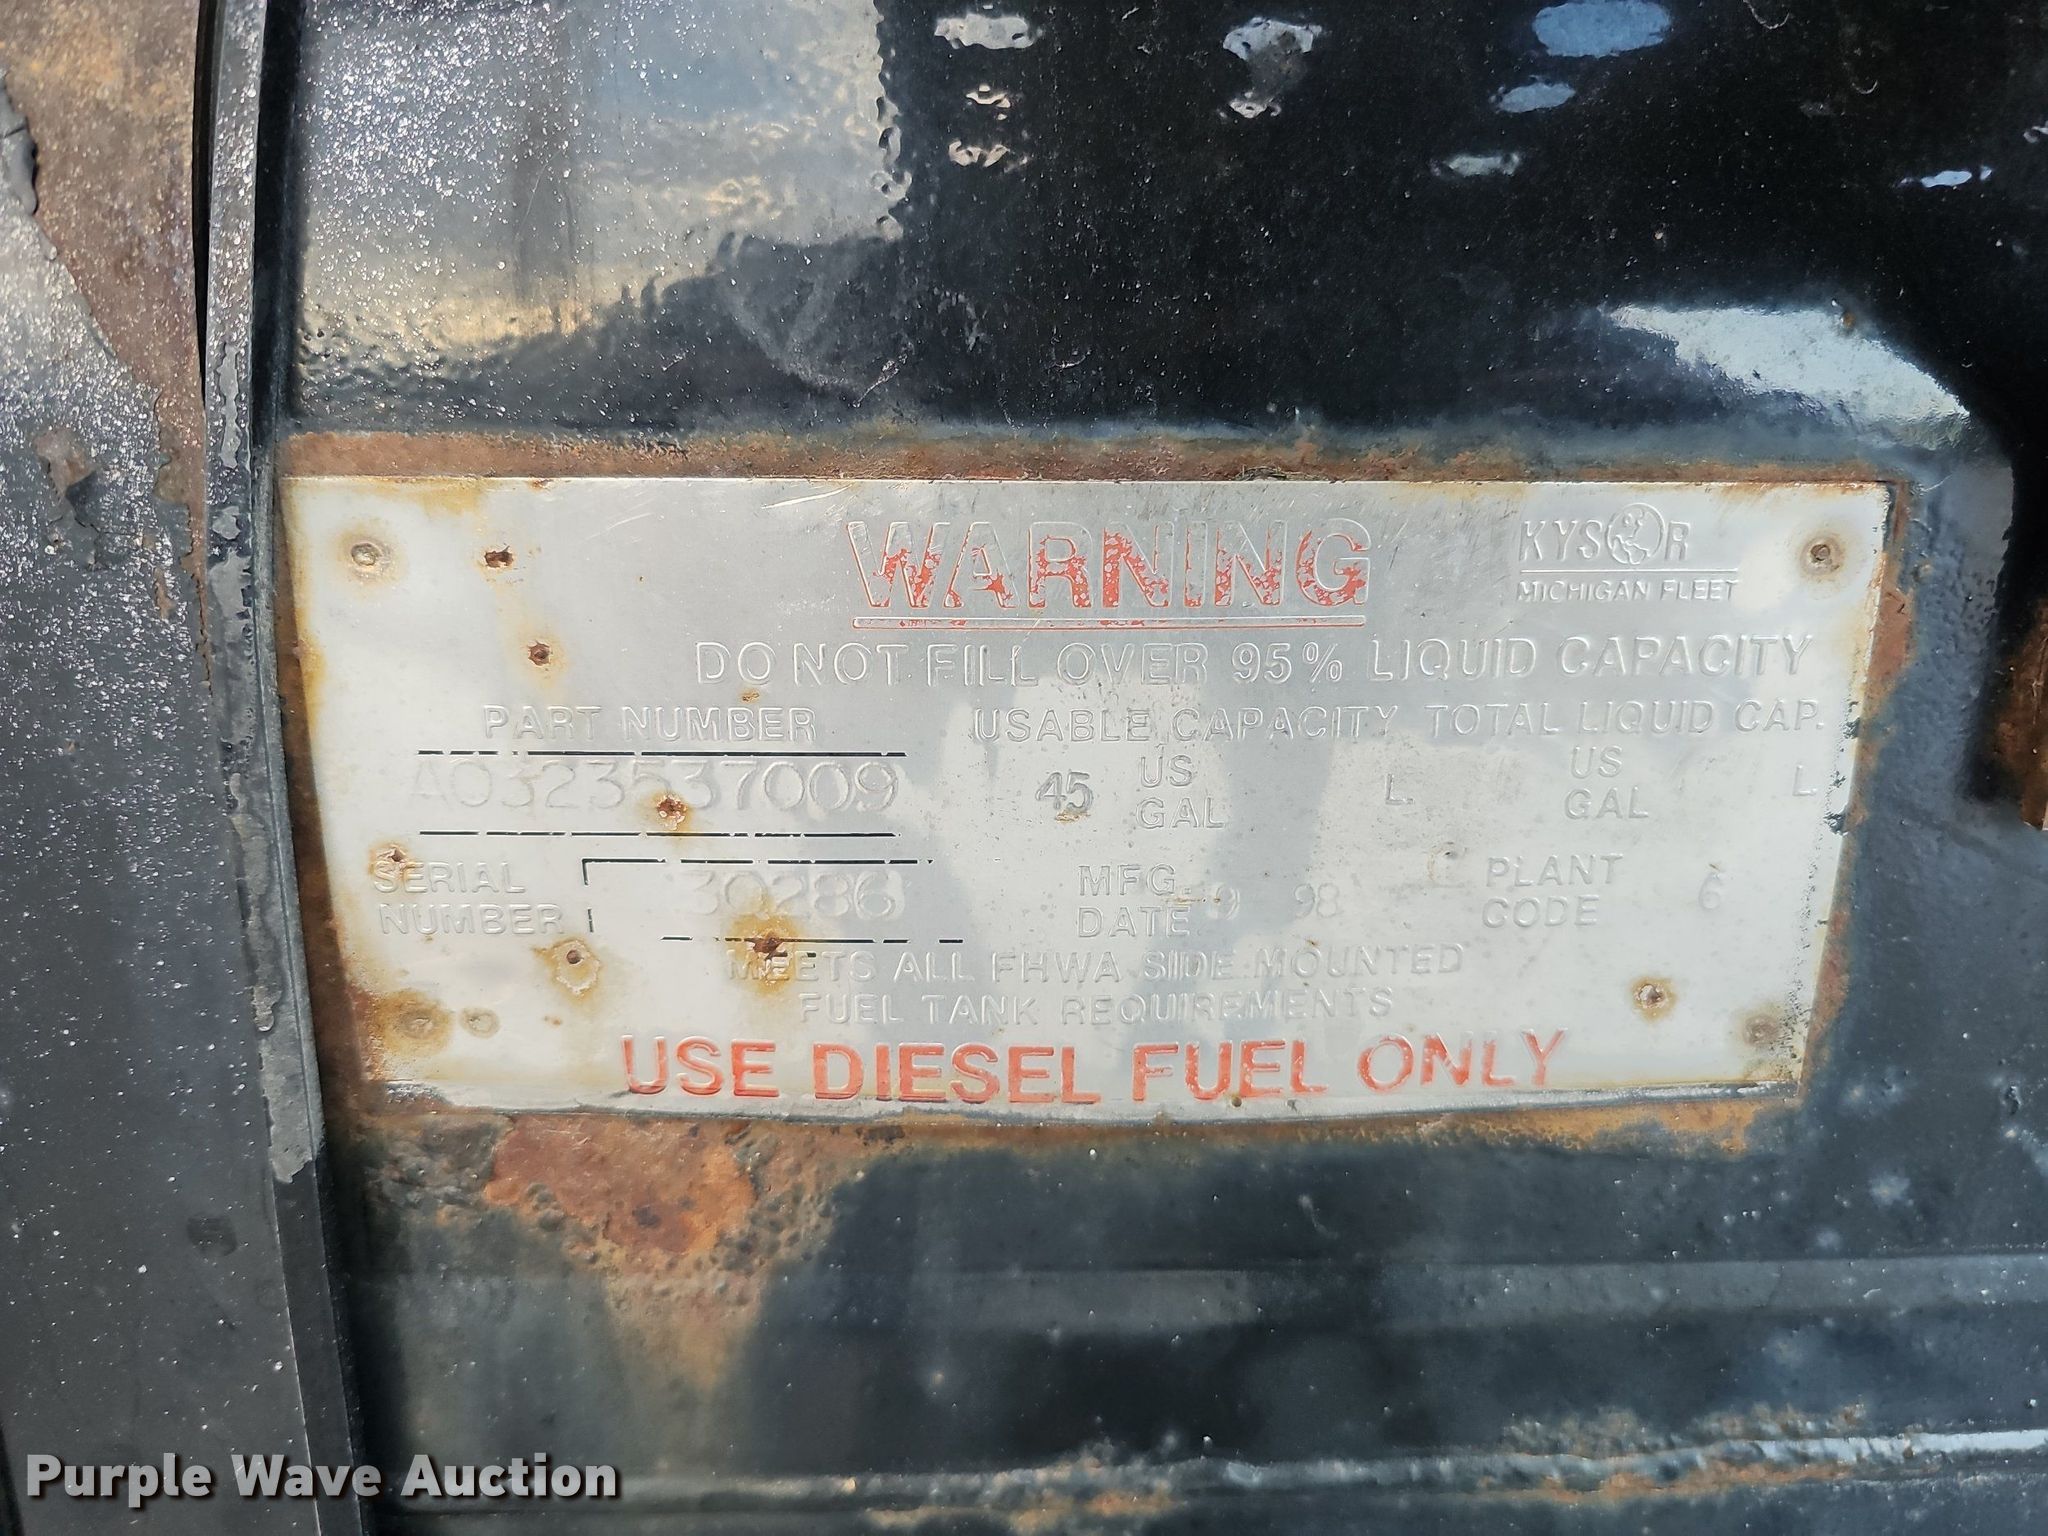 WARNING
KYSOR
MICHIGAN FLEET
DO NOT FILL OVER 95% LIQUID CAPACITY
PART NUMBER USABLE CAPACITY TOTAL LIQUID CAP.
A0323537009 45 US GAL L US GAL L
SERIAL NUMBER 30286 MFG. DATE 9 98 PLANT CODE 6
MEETS ALL FHWA SIDE MOUNTED
FUEL TANK REQUIREMENTS
USE DIESEL FUEL ONLY
Purple Wave Auction